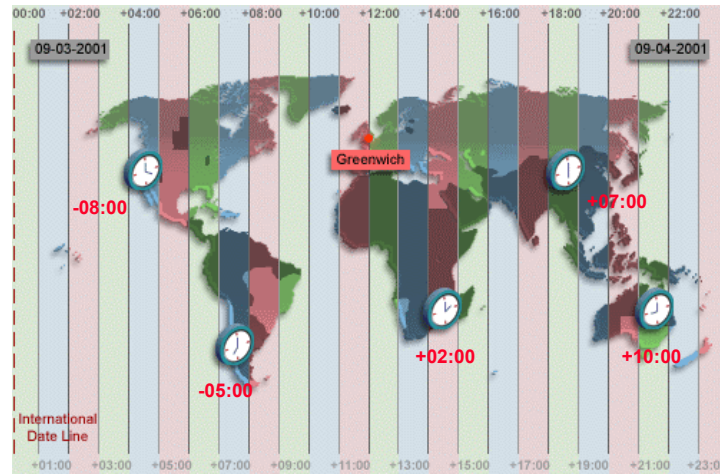 00:00 +02:00 +04:00 +06:00 +08:00 +10:00 +12:00 +14:00 +16:00 +18:00 +20:00 +22:00
09-03-2001 09-04-2001
Greenwich
-08:00 +07:00
-05:00 +02:00 +10:00
International
Date Line
+01:00 +03:00 +05:00 +07:00 +09:00 +11:00 +13:00 +15:00 +17:00 +19:00 +21:00 +23:0